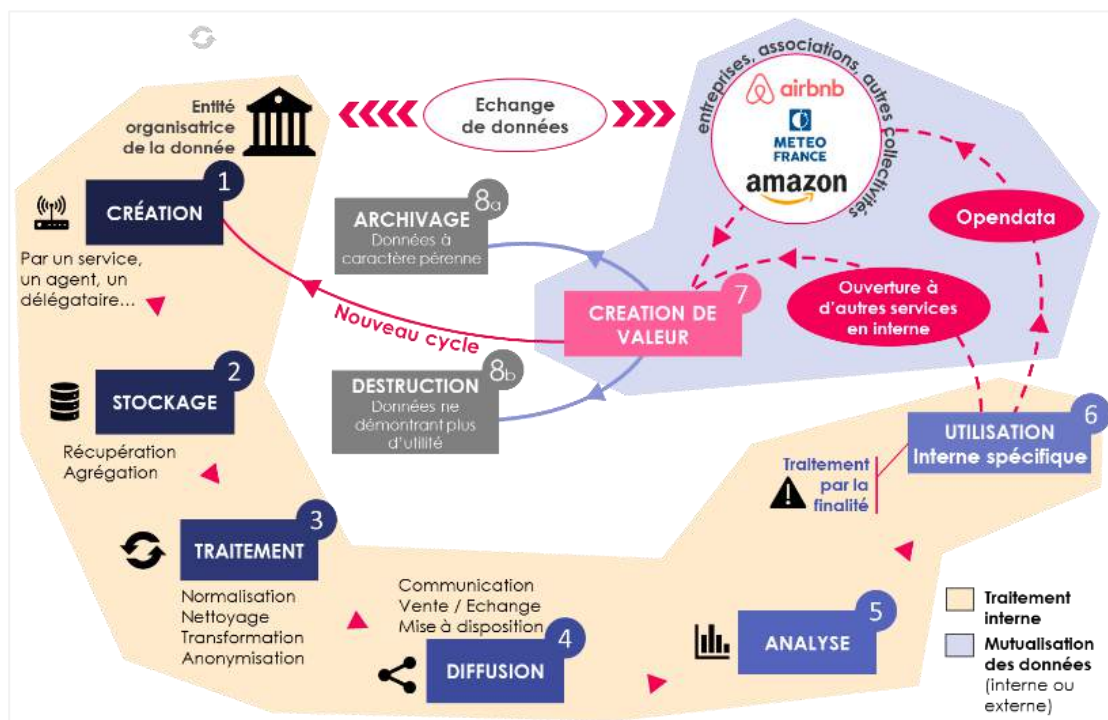 Entité
organisatrice
de la donnée
Echange
de données
entreprises, associations, autres collectivités
airbnb
METEO
FRANCE
amazon
1
CRÉATION
Par un service,
un agent, un
délégataire...
8a
ARCHIVAGE
Données à
caractère pérenne
Opendata
Ouverture à
d'autres services
en interne
7
CREATION DE
VALEUR
Nouveau cycle
8b
DESTRUCTION
Données ne
démontrant plus
d'utilité
2
STOCKAGE
Récupération
Agrégation
6
UTILISATION
Interne spécifique
Traitement
par la
finalité
3
TRAITEMENT
Normalisation
Nettoyage
Transformation
Anonymisation
Communication
Vente / Echange
Mise à disposition
4
DIFFUSION
5
ANALYSE
Traitement
interne
Mutualisation
des données
(interne ou
externe)